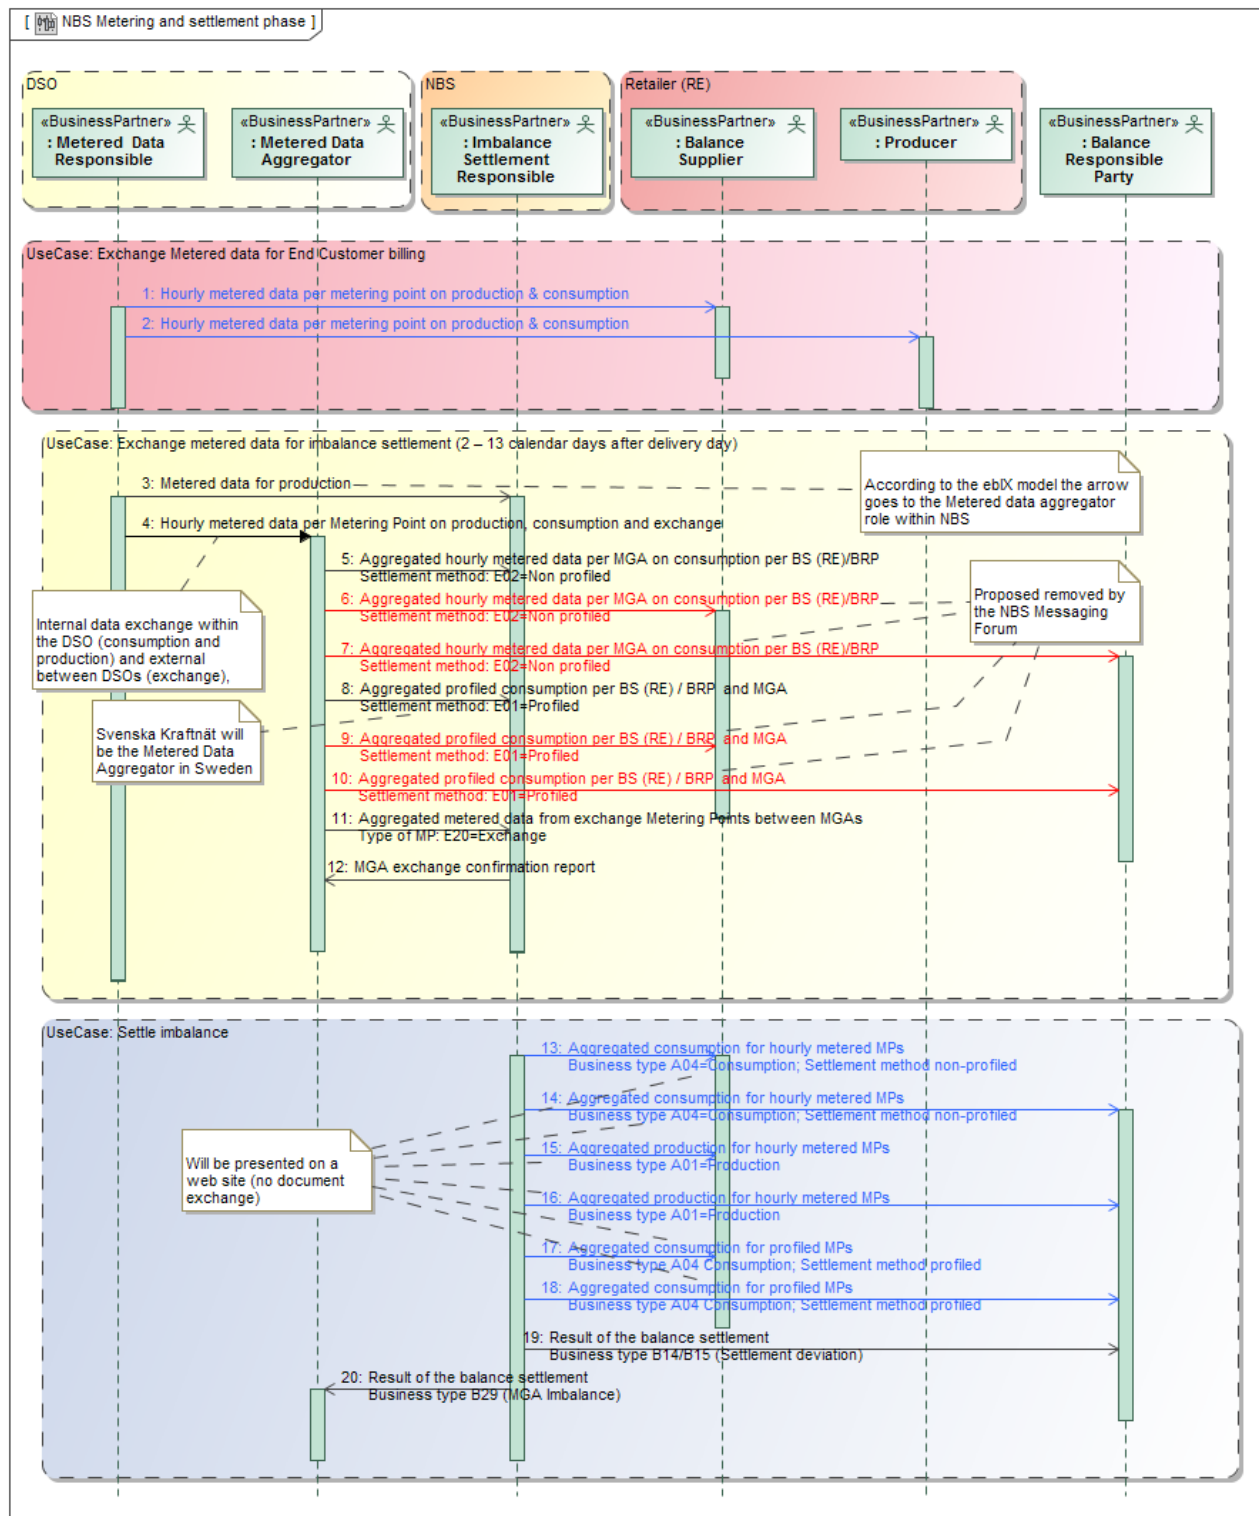 [ NBS Metering and settlement phase ]
DSO
NBS
Retailer (RE)
«BusinessPartner»
: Metered Data
Responsible
«BusinessPartner»
: Metered Data
Aggregator
«BusinessPartner»
: Imbalance
Settlement
Responsible
«BusinessPartner»
: Balance
Supplier
«BusinessPartner»
: Producer
«BusinessPartner»
: Balance
Responsible
Party
UseCase: Exchange Metered data for End Customer billing
1: Hourly metered data per metering point on production & consumption
2: Hourly metered data per metering point on production & consumption
UseCase: Exchange metered data for imbalance settlement (2 – 13 calendar days after delivery day)
3: Metered data for production
According to the ebIX model the arrow
goes to the Metered data aggregator
role within NBS
4: Hourly metered data per Metering Point on production, consumption and exchange
5: Aggregated hourly metered data per MGA on consumption per BS (RE)/BRP
Settlement method: E02=Non profiled
6: Aggregated hourly metered data per MGA on consumption per BS (RE)/BRP
Settlement method: E02=Non profiled
Proposed removed by
the NBS Messaging
Forum
Internal data exchange within
the DSO (consumption and
production) and external
between DSOs (exchange),
7: Aggregated hourly metered data per MGA on consumption per BS (RE)/BRP
Settlement method: E02=Non profiled
8: Aggregated profiled consumption per BS (RE) / BRP and MGA
Settlement method: E01=Profiled
Svenska Kraftnät will
be the Metered Data
Aggregator in Sweden
9: Aggregated profiled consumption per BS (RE) / BRP and MGA
Settlement method: E01=Profiled
10: Aggregated profiled consumption per BS (RE) / BRP and MGA
Settlement method: E01=Profiled
11: Aggregated metered data from exchange Metering Points between MGAs
Type of MP: E20=Exchange
12: MGA exchange confirmation report
UseCase: Settle imbalance
13: Aggregated consumption for hourly metered MPs
Business type A04=Consumption; Settlement method non-profiled
14: Aggregated consumption for hourly metered MPs
Business type A04=Consumption; Settlement method non-profiled
Will be presented on a
web site (no document
exchange)
15: Aggregated production for hourly metered MPs
Business type A01=Production
16: Aggregated production for hourly metered MPs
Business type A01=Production
17: Aggregated consumption for profiled MPs
Business type A04 Consumption; Settlement method profiled
18: Aggregated consumption for profiled MPs
Business type A04 Consumption; Settlement method profiled
19: Result of the balance settlement
Business type B14/B15 (Settlement deviation)
20: Result of the balance settlement
Business type B29 (MGA Imbalance)